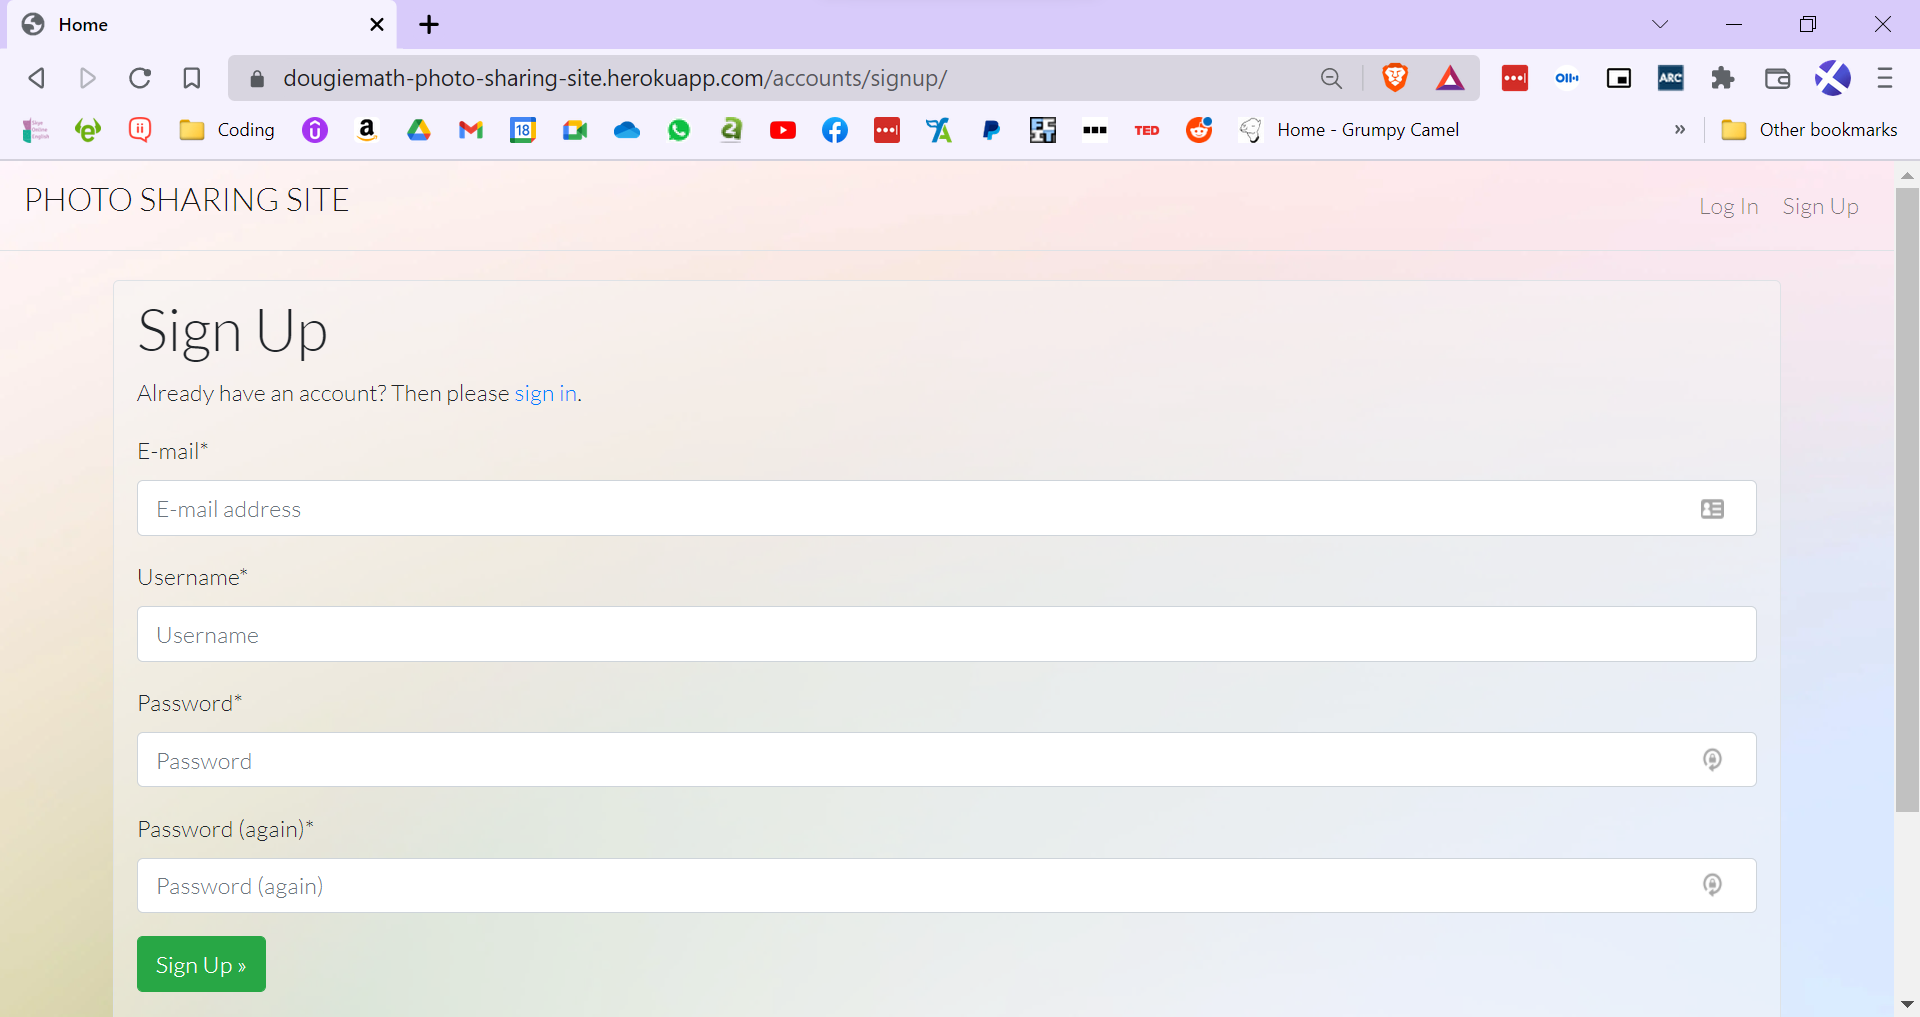 Home
dougiemath-photo-sharing-site.herokuapp.com/accounts/signup/
ARC
Coding
18
TED
Home - Grumpy Camel
» Other bookmarks
PHOTO SHARING SITE
Log In Sign Up
Sign Up
Already have an account? Then please sign in.
E-mail*
E-mail address
Username*
Username
Password*
Password
Password (again)*
Password (again)
Sign Up »